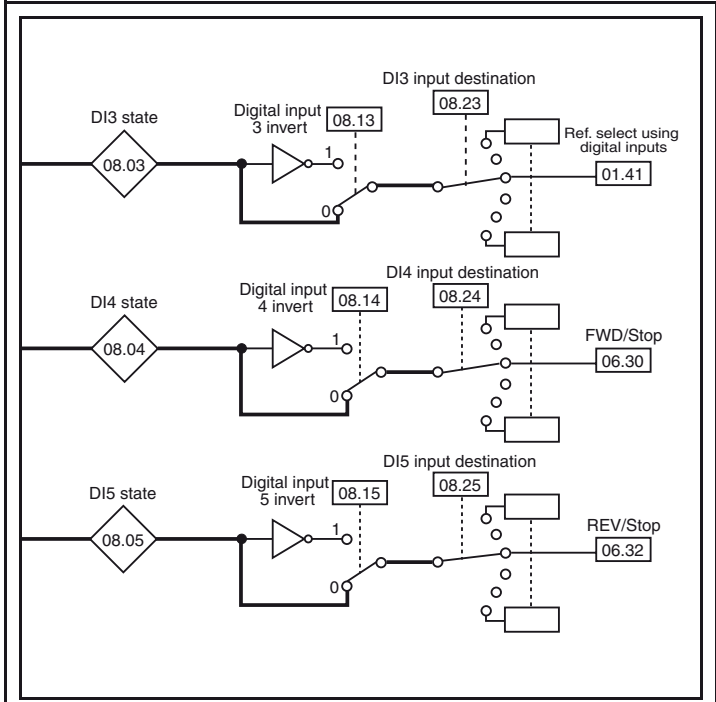 DI3 input destination
DI3 state
Digital input
3 invert
08.13
08.23
Ref. select using
digital inputs
08.03
1
0
01.41
DI4 input destination
DI4 state
Digital input
4 invert
08.14
08.24
FWD/Stop
08.04
1
0
06.30
DI5 input destination
DI5 state
Digital input
5 invert
08.15
08.25
REV/Stop
08.05
1
0
06.32